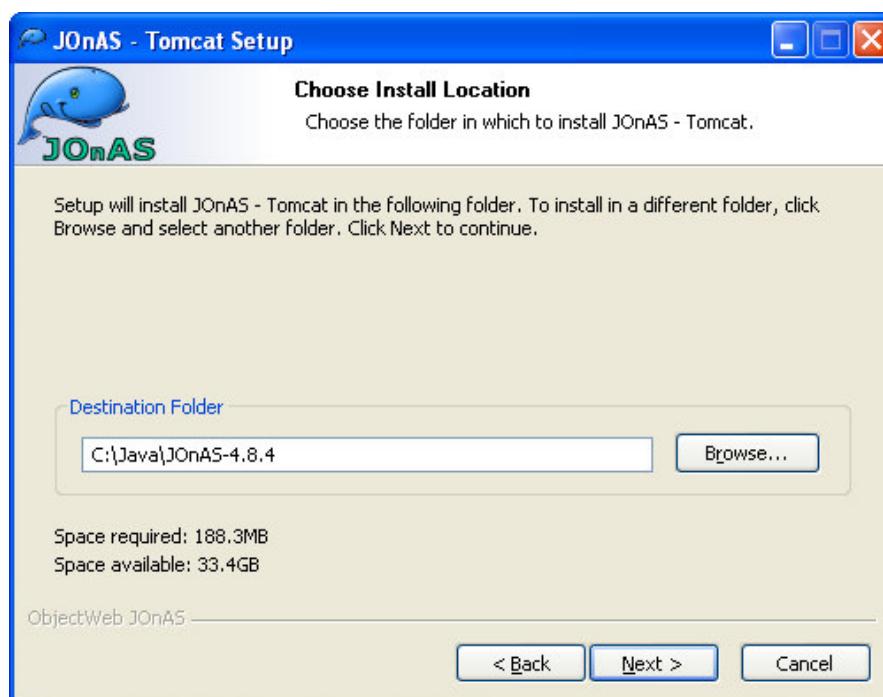 JOnAS - Tomcat Setup
JOnAS
Choose Install Location
Choose the folder in which to install JOnAS - Tomcat.
Setup will install JOnAS - Tomcat in the following folder. To install in a different folder, click
Browse and select another folder. Click Next to continue.
Destination Folder
C:\Java\JOnAS-4.8.4
Browse...
Space required: 188.3MB
Space available: 33.4GB
ObjectWeb JOnAS
< Back
Next >
Cancel